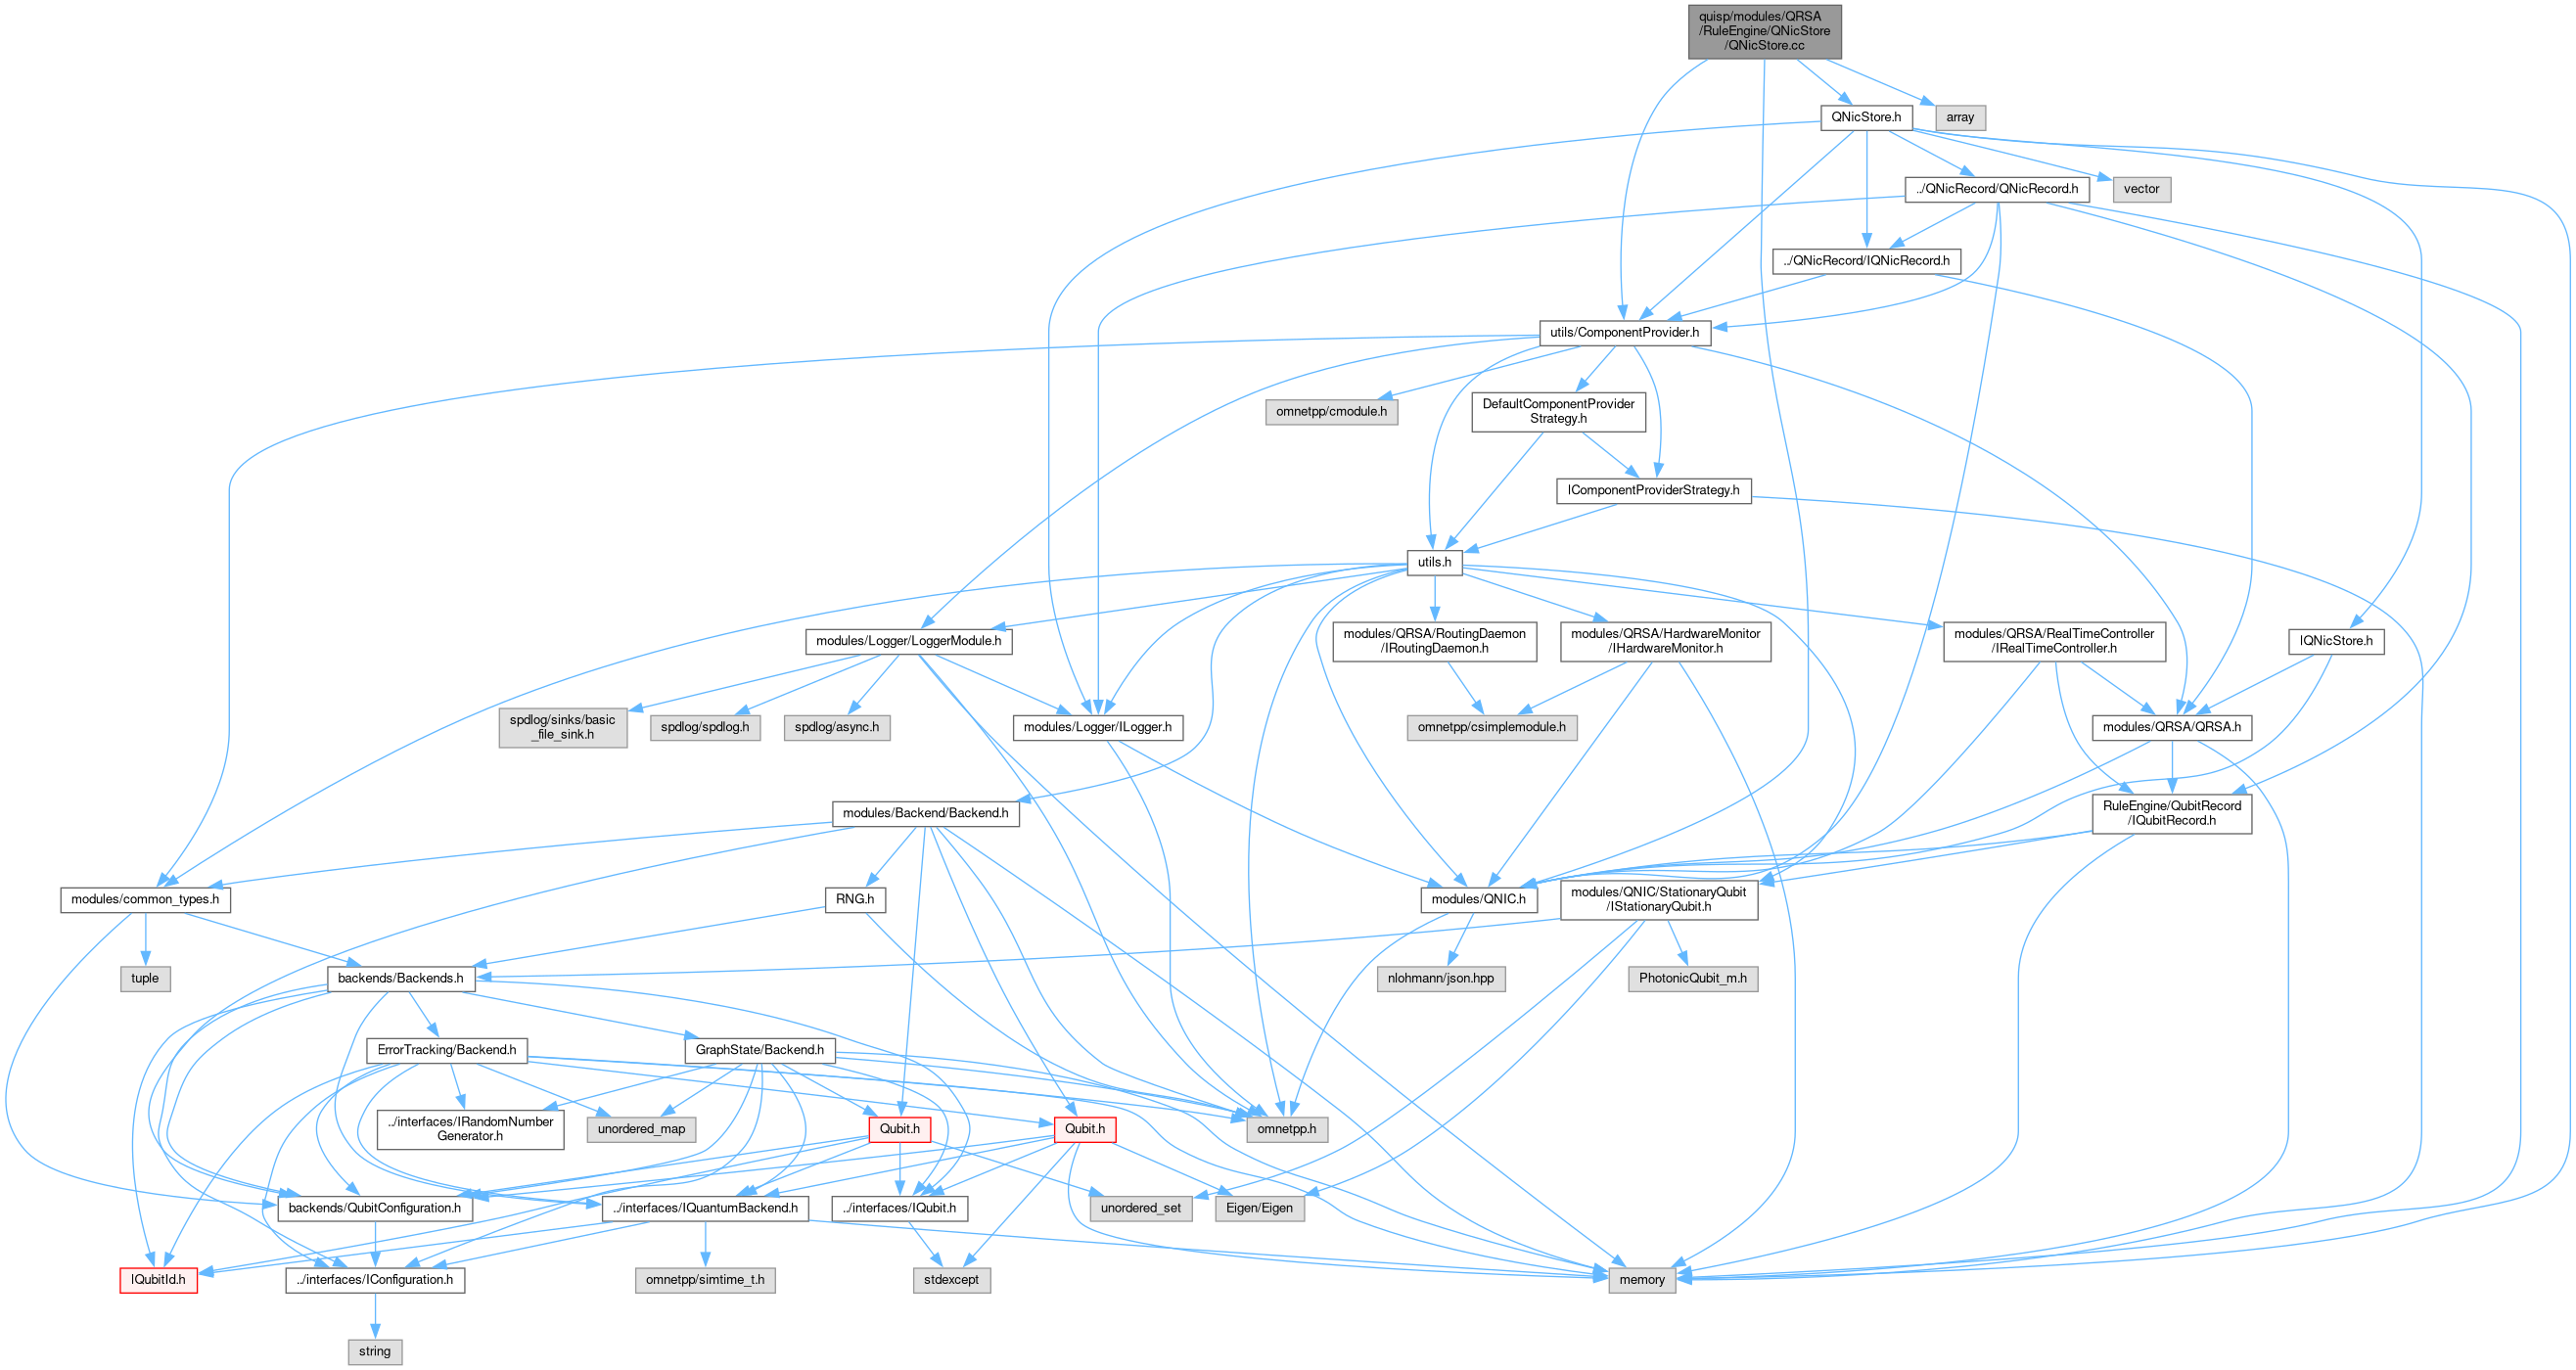 quisp/modules/QRSA
/RuleEngine/QNicStore
/QNicStore.cc
QNicStore.h
array
../QNicRecord/QNicRecord.h
vector
../QNicRecord/IQNicRecord.h
utils/ComponentProvider.h
omnetpp/cmodule.h
DefaultComponentProvider
Strategy.h
IComponentProviderStrategy.h
utils.h
modules/Logger/LoggerModule.h
modules/QRSA/RoutingDaemon
/IRoutingDaemon.h
modules/QRSA/HardwareMonitor
/IHardwareMonitor.h
modules/QRSA/RealTimeController
/IRealTimeController.h
IQNicStore.h
spdlog/sinks/basic
_file_sink.h
spdlog/spdlog.h
spdlog/async.h
modules/Logger/ILogger.h
omnetpp/csimplemodule.h
modules/QRSA/QRSA.h
modules/Backend/Backend.h
RuleEngine/QubitRecord
/IQubitRecord.h
modules/common_types.h
RNG.h
modules/QNIC.h
modules/QNIC/StationaryQubit
/IStationaryQubit.h
tuple
backends/Backends.h
nlohmann/json.hpp
PhotonicQubit_m.h
ErrorTracking/Backend.h
GraphState/Backend.h
../interfaces/IRandomNumber
Generator.h
unordered_map
Qubit.h
Qubit.h
omnetpp.h
backends/QubitConfiguration.h
../interfaces/IQuantumBackend.h
../interfaces/IQubit.h
unordered_set
Eigen/Eigen
IQubitId.h
../interfaces/IConfiguration.h
omnetpp/simtime_t.h
stdexcept
memory
string